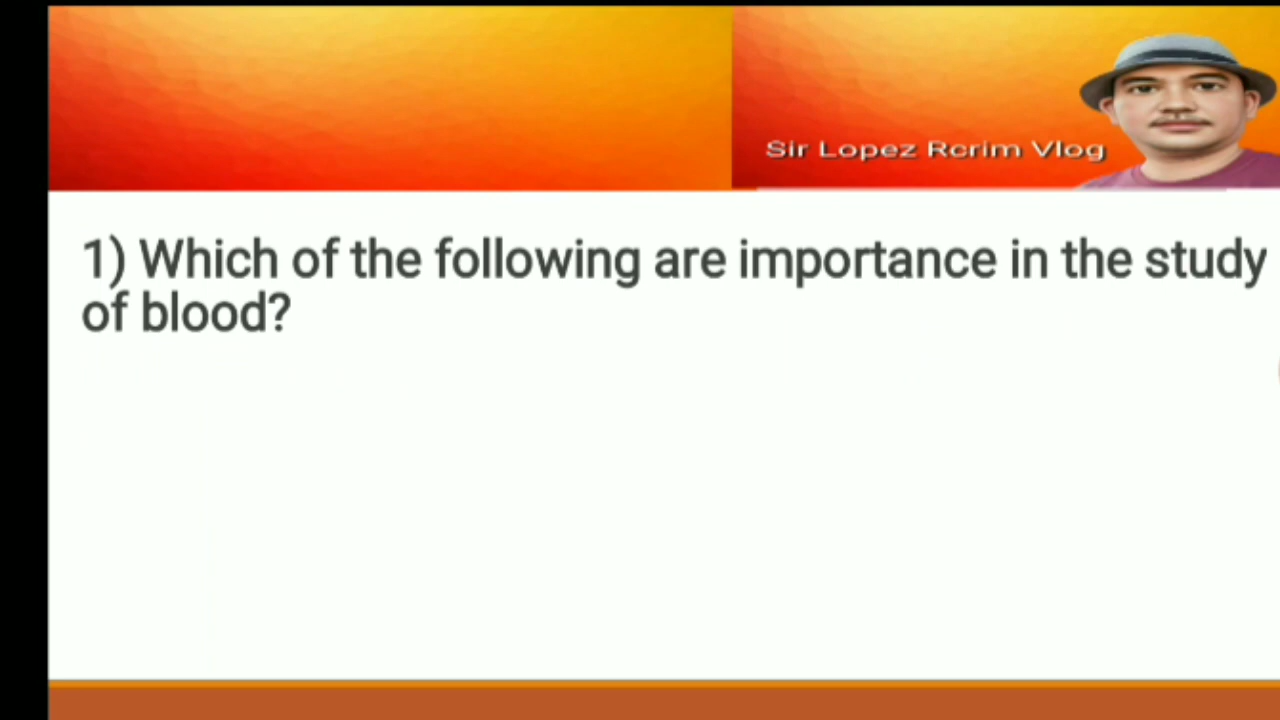 Sir Lopez Rcrim Vlog
1) Which of the following are importance in the study
of blood?